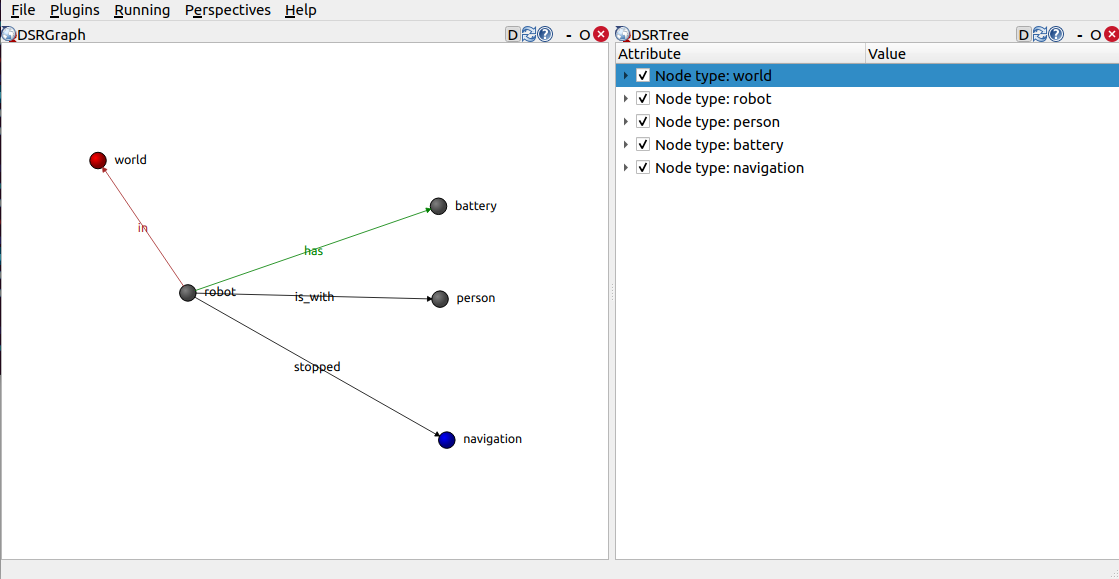 File Plugins Running Perspectives Help
DSRGraph D ? - O
world
in
battery
has
robot
is_with
person
stopped
navigation
DSRTree D ? - O
Attribute Value
Node type: world
Node type: robot
Node type: person
Node type: battery
Node type: navigation